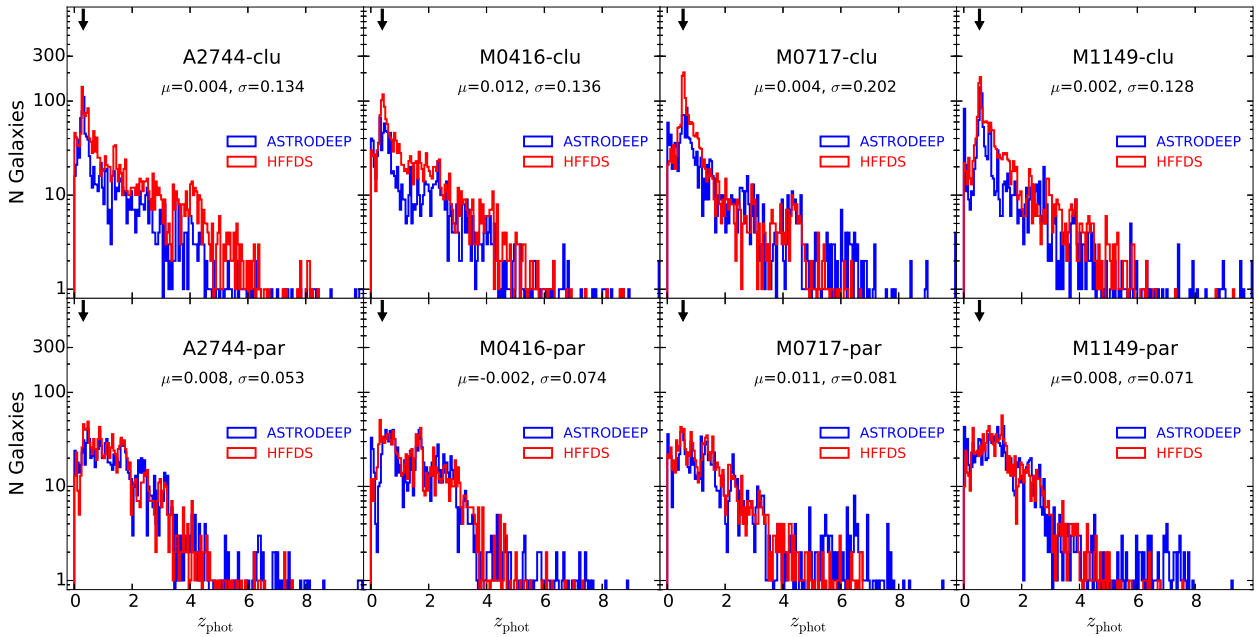 A2744-clu
μ=0.004, σ=0.134
ASTRODEEP
HFFDS
M0416-clu
μ=0.012, σ=0.136
ASTRODEEP
HFFDS
M0717-clu
μ=0.004, σ=0.202
ASTRODEEP
HFFDS
M1149-clu
μ=0.002, σ=0.128
ASTRODEEP
HFFDS
N Galaxies
300
100
10
1
A2744-par
μ=0.008, σ=0.053
ASTRODEEP
HFFDS
M0416-par
μ=-0.002, σ=0.074
ASTRODEEP
HFFDS
M0717-par
μ=0.011, σ=0.081
ASTRODEEP
HFFDS
M1149-par
μ=0.008, σ=0.071
ASTRODEEP
HFFDS
N Galaxies
300
100
10
1
0 2 4 6 8
0 2 4 6 8
0 2 4 6 8
0 2 4 6 8
z_phot
z_phot
z_phot
z_phot